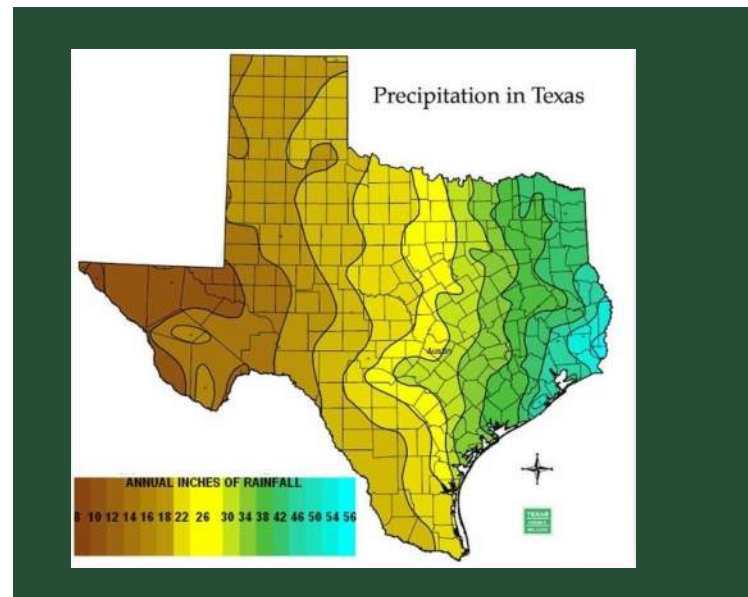 Precipitation in Texas
Austin
ANNUAL INCHES OF RAINFALL
8 10 12 14 16 18 22 26 30 34 38 42 46 50 54 56
TEXAS